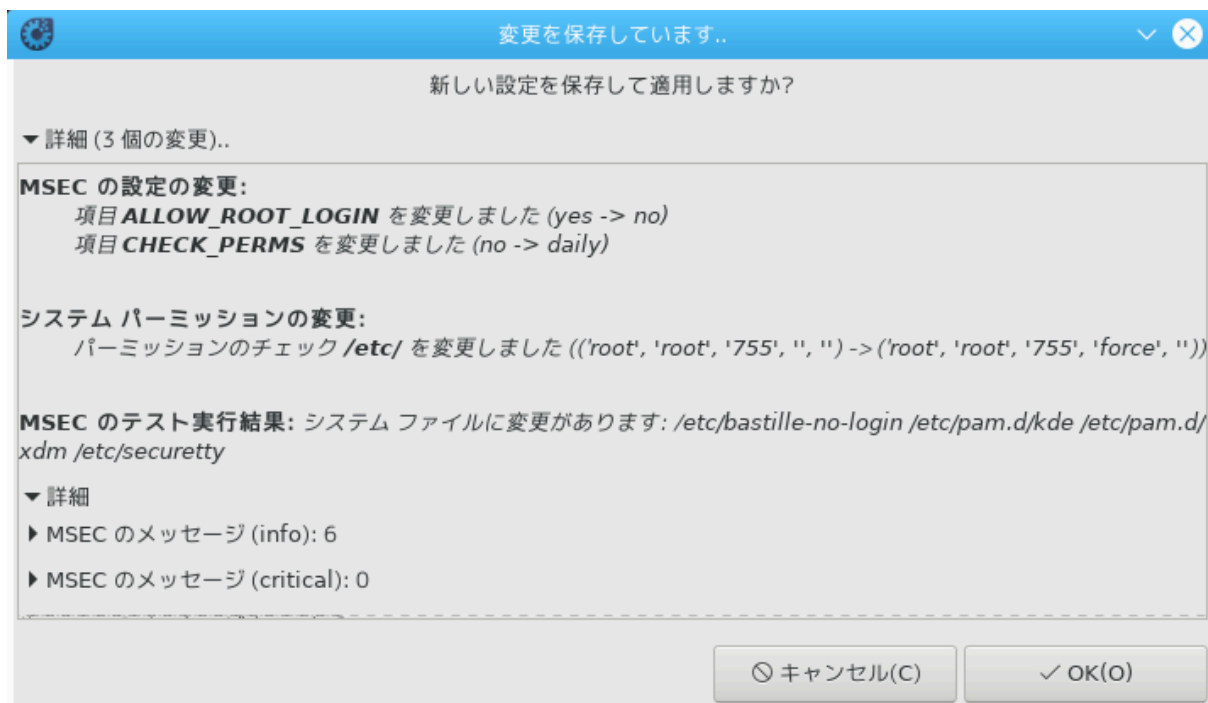 変更を保存しています..
新しい設定を保存して適用しますか?
詳細 (3 個の変更)..
MSEC の設定の変更:
項目 ALLOW_ROOT_LOGIN を変更しました (yes -> no)
項目 CHECK_PERMS を変更しました (no -> daily)
システム パーミッションの変更:
パーミッションのチェック /etc/ を変更しました (('root', 'root', '755', '', '') -> ('root', 'root', '755', 'force', ''))
MSEC のテスト実行結果: システム ファイルに変更があります: /etc/bastille-no-login /etc/pam.d/kde /etc/pam.d/
xdm /etc/securetty
詳細
MSEC のメッセージ (info): 6
MSEC のメッセージ (critical): 0
キャンセル(C)
OK(O)